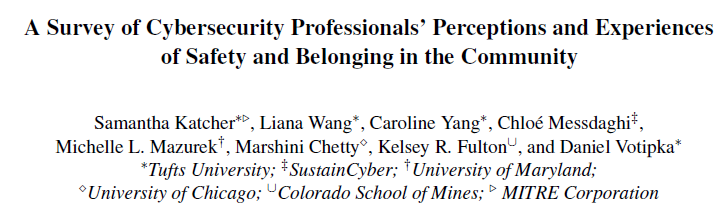 A Survey of Cybersecurity Professionals’ Perceptions and Experiences
of Safety and Belonging in the Community
Samantha Katcher*▷, Liana Wang*, Caroline Yang*, Chloé Messdaghi‡,
Michelle L. Mazurek†, Marshini Chetty◇, Kelsey R. Fulton∪, and Daniel Votipka*
*Tufts University; ‡SustainCyber; †University of Maryland;
◇University of Chicago; ∪Colorado School of Mines; ▷ MITRE Corporation